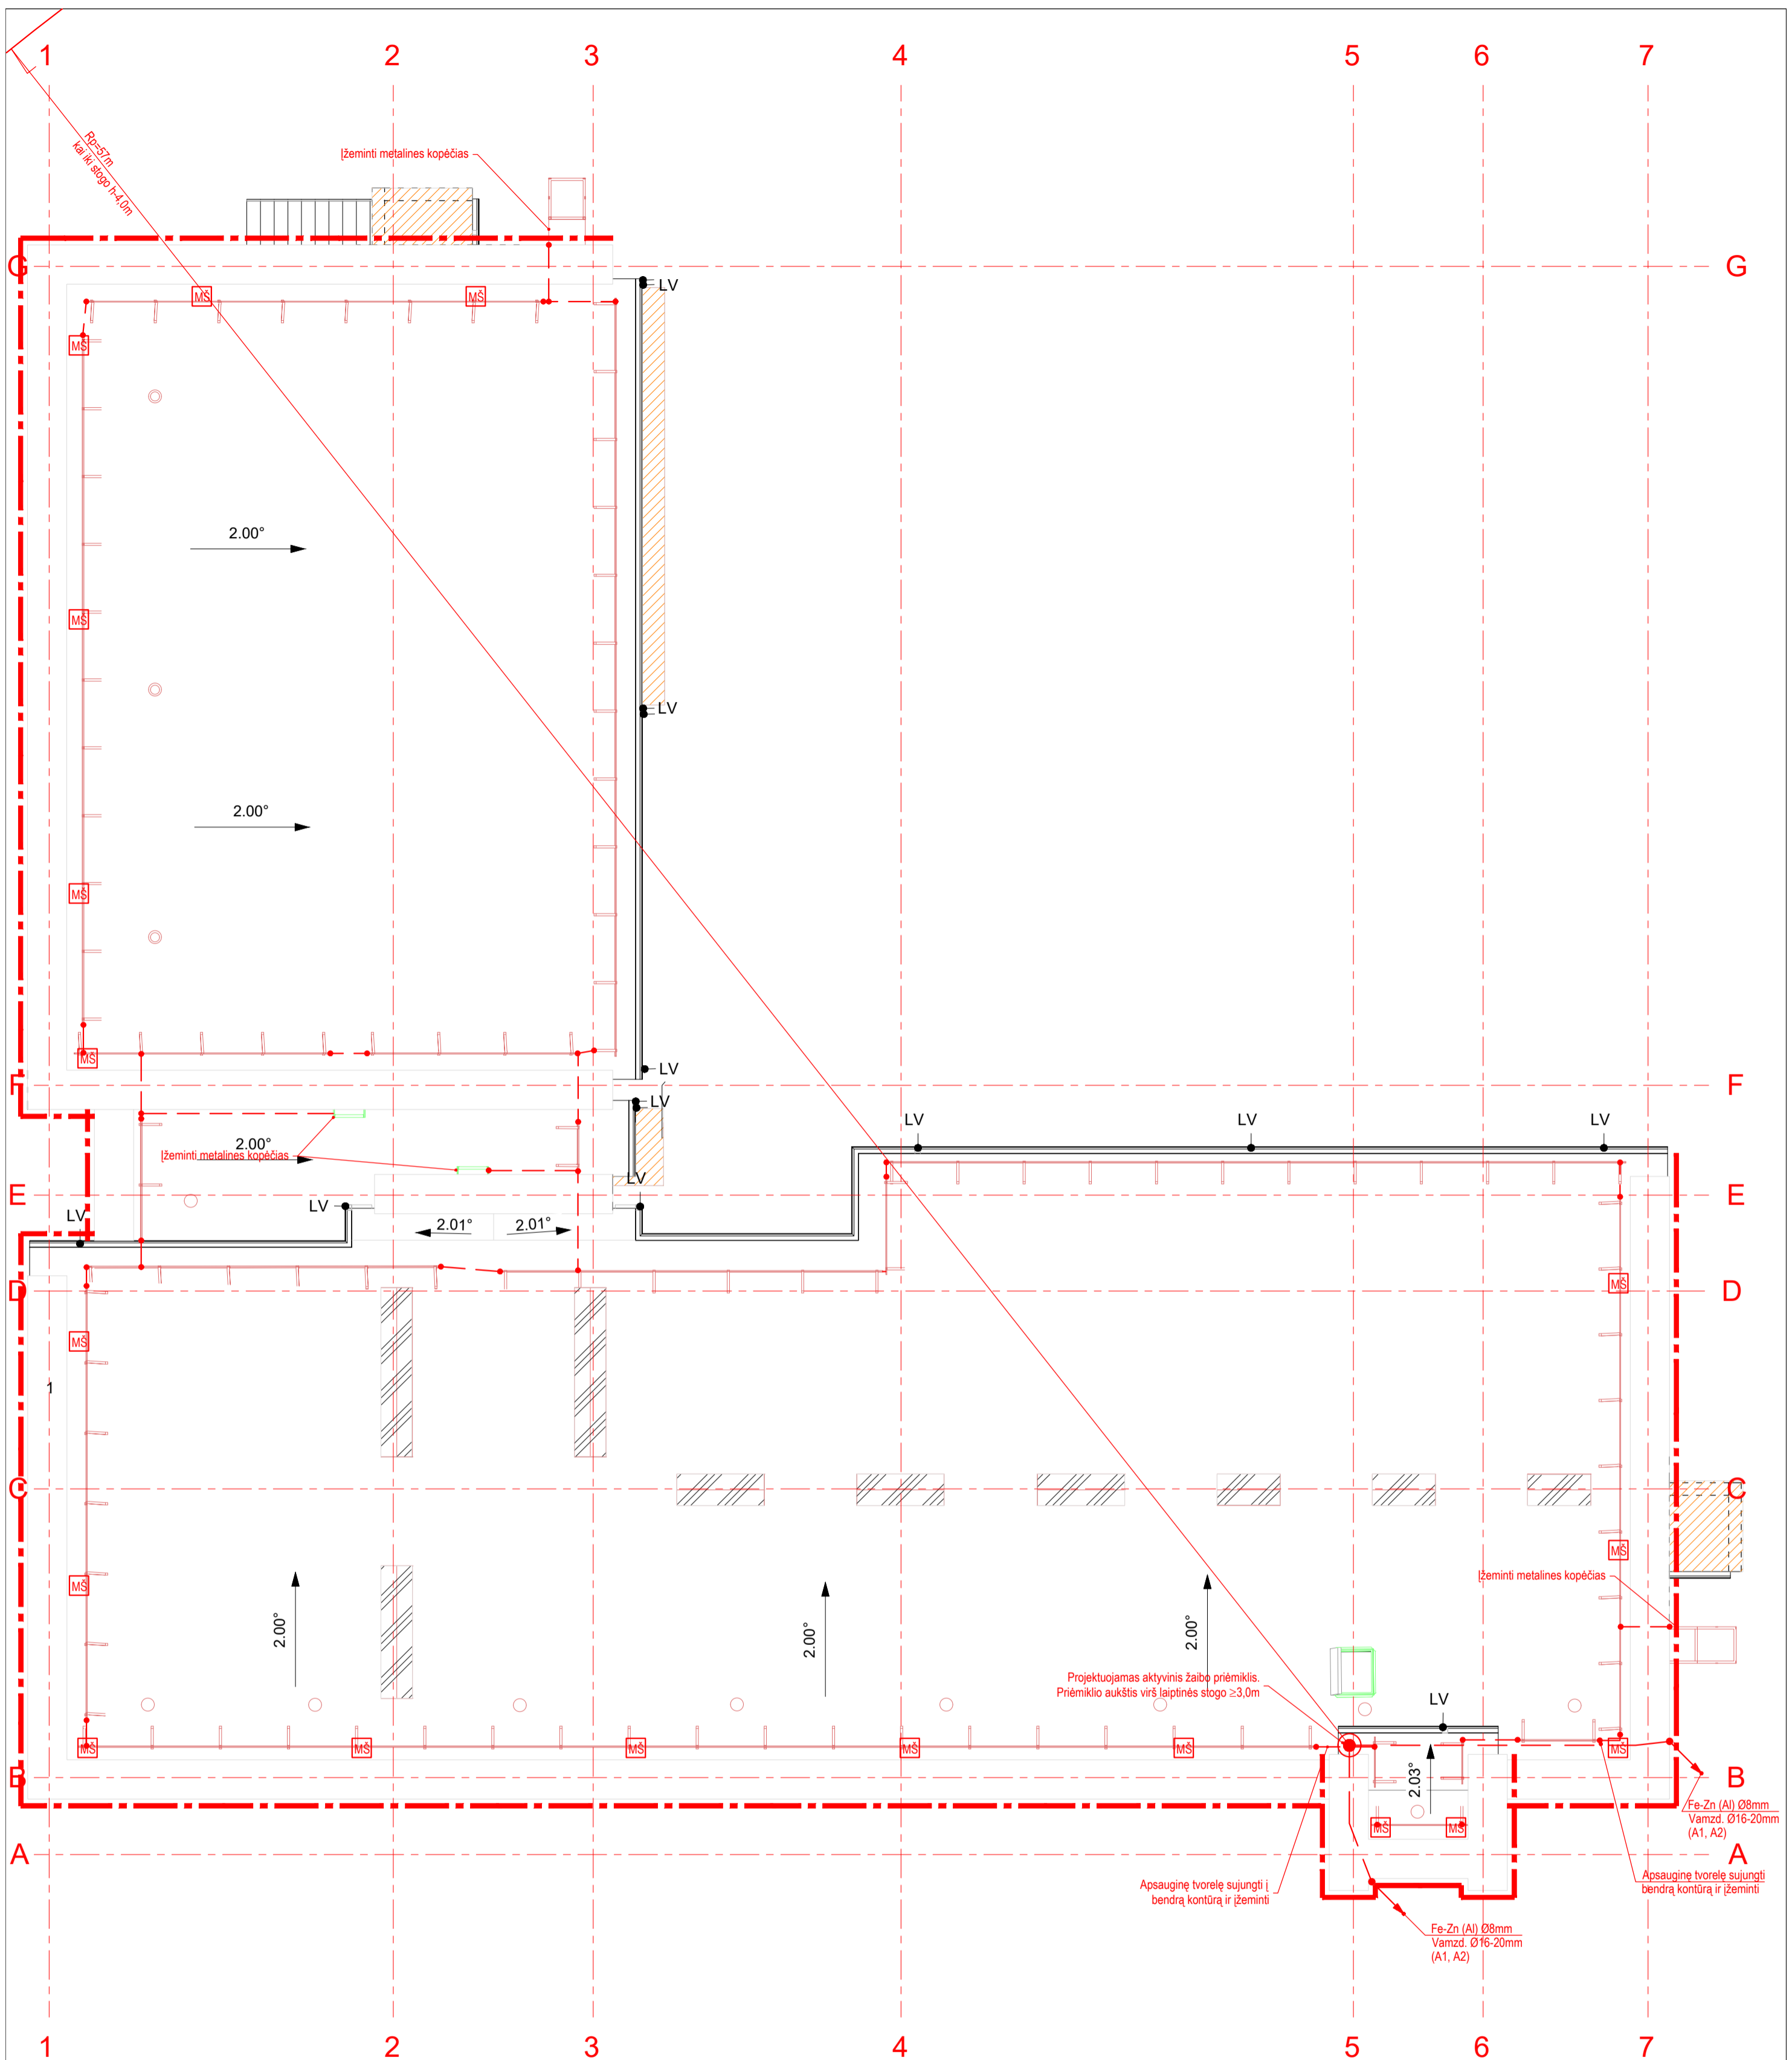 1 2 3 4 5 6 7
Rp=57m
kai iki stogo h-4,0m
Įžeminti metalines kopėčias
G G
MŠ MŠ
LV
MŠ
2.00°
MŠ
LV
2.00°
MŠ
MŠ
LV
F F
LV
LV LV LV
2.00°
Įžeminti metalines kopėčias
LV
E E
LV
LV
2.01° 2.01°
D D
MŠ
MŠ
1
C C
MŠ
MŠ
Įžeminti metalines kopėčias
2.00°
2.00°
2.00°
Projektuojamas aktyvinis žaibo priėmiklis.
Priėmiklio aukštis virš laiptinės stogo ≥3,0m
LV
MŠ MŠ MŠ MŠ MŠ MŠ
B B
2.03°
Fe-Zn (Al) Ø8mm
Vamzd. Ø16-20mm
(A1, A2)
MŠ MŠ
A A
Apsauginę tvorelę sujungti
bendrą kontūrą ir įžeminti
Apsauginę tvorelę sujungti į
bendrą kontūrą ir įžeminti
Fe-Zn (Al) Ø8mm
Vamzd. Ø16-20mm
(A1, A2)
1 2 3 4 5 6 7